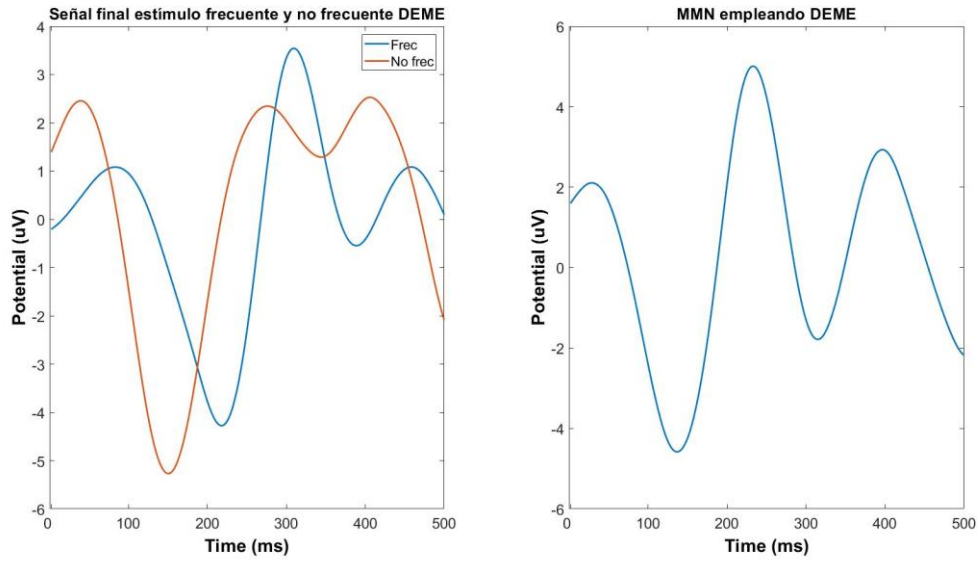 Señal final estímulo frecuente y no frecuente DEME
Frec
No frec
4
3
2
1
0
-1
-2
-3
-4
-5
-6
Potential (uV)
0 100 200 300 400 500
Time (ms)
MMN empleando DEME
6
4
2
0
-2
-4
-6
Potential (uV)
0 100 200 300 400 500
Time (ms)